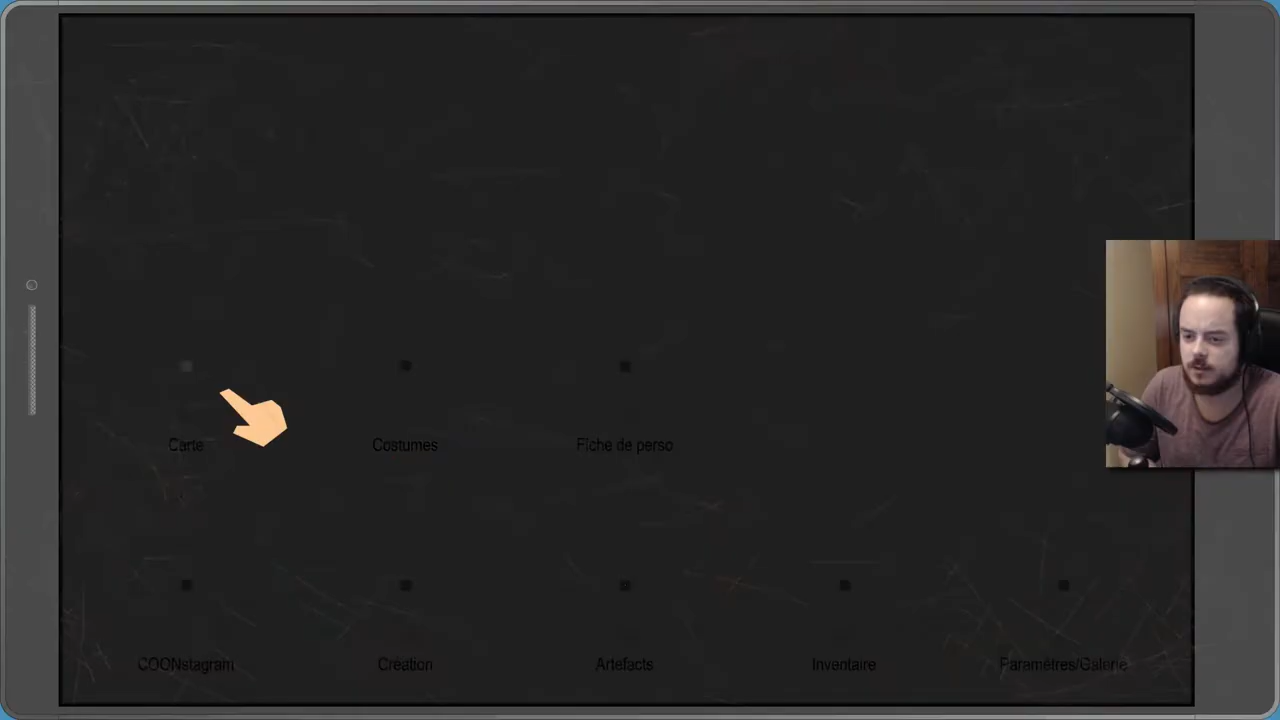 Carte Costumes Fiche de perso
COONstagram Création Artefacts Inventaire Paramètres/Galerie